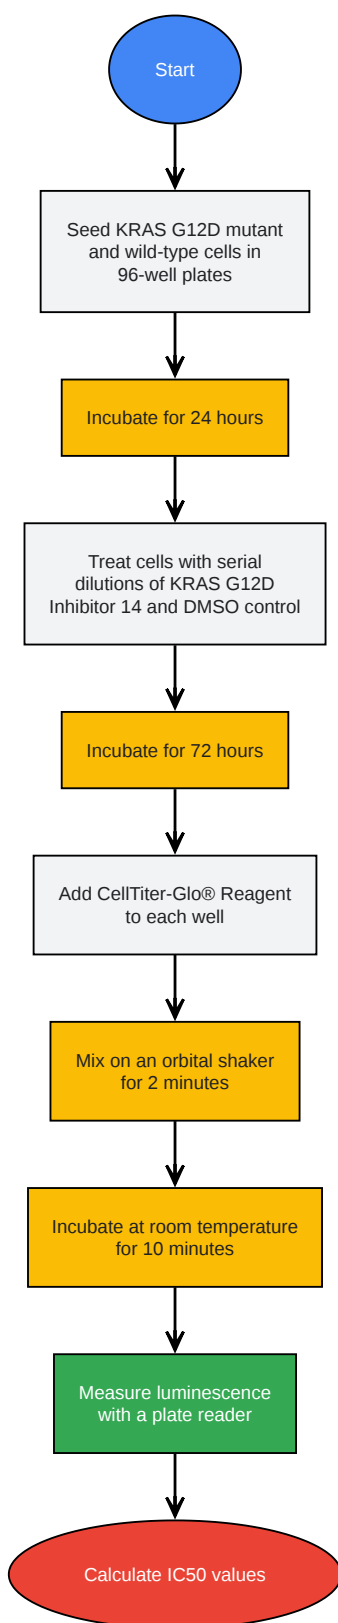 Start
Seed KRAS G12D mutant
and wild-type cells in
96-well plates
Incubate for 24 hours
Treat cells with serial
dilutions of KRAS G12D
Inhibitor 14 and DMSO control
Incubate for 72 hours
Add CellTiter-Glo® Reagent
to each well
Mix on an orbital shaker
for 2 minutes
Incubate at room temperature
for 10 minutes
Measure luminescence
with a plate reader
Calculate IC50 values